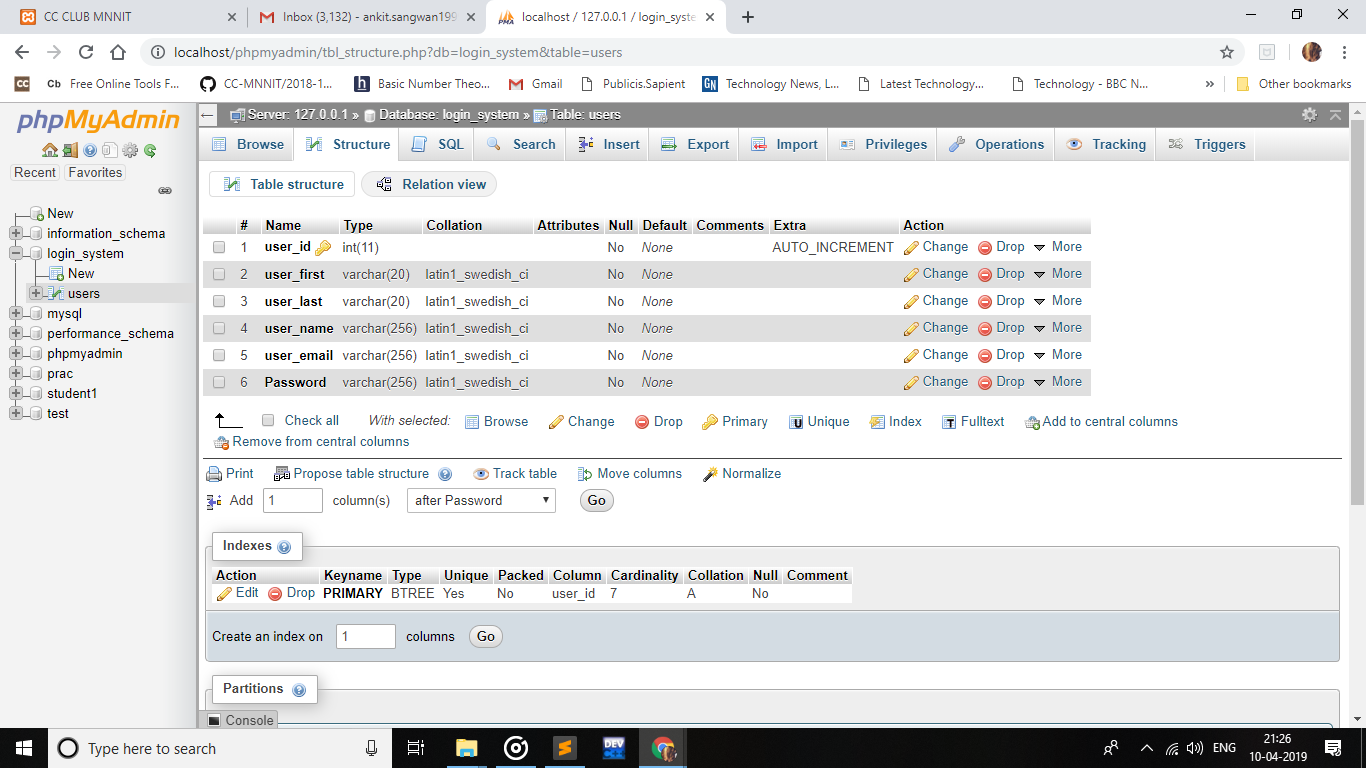 CC CLUB MNNIT
Inbox (3,132) - ankit.sangwan199
localhost / 127.0.0.1 / login_syste
localhost/phpmyadmin/tbl_structure.php?db=login_system&table=users
CC
Cb Free Online Tools F...
CC-MNNIT/2018-1...
h Basic Number Theo...
Gmail
Publicis.Sapient
GN Technology News, L...
Latest Technology...
Technology - BBC N...
»
Other bookmarks
phpMyAdmin
Recent Favorites
New
information_schema
login_system
New
users
mysql
performance_schema
phpmyadmin
prac
student1
test
Server: 127.0.0.1 » Database: login_system » Table: users
Browse Structure SQL Search Insert Export Import Privileges Operations Tracking Triggers
Table structure Relation view
# Name Type Collation Attributes Null Default Comments Extra Action
1 user_id int(11) No None AUTO_INCREMENT Change Drop More
2 user_first varchar(20) latin1_swedish_ci No None Change Drop More
3 user_last varchar(20) latin1_swedish_ci No None Change Drop More
4 user_name varchar(256) latin1_swedish_ci No None Change Drop More
5 user_email varchar(256) latin1_swedish_ci No None Change Drop More
6 Password varchar(256) latin1_swedish_ci No None Change Drop More
Check all With selected: Browse Change Drop Primary Unique Index Fulltext Add to central columns
Remove from central columns
Print Propose table structure Track table Move columns Normalize
Add 1 column(s) after Password Go
Indexes
Action Keyname Type Unique Packed Column Cardinality Collation Null Comment
Edit Drop PRIMARY BTREE Yes No user_id 7 A No
Create an index on 1 columns Go
Partitions
Console
Type here to search
DEV
ENG
21:26
10-04-2019